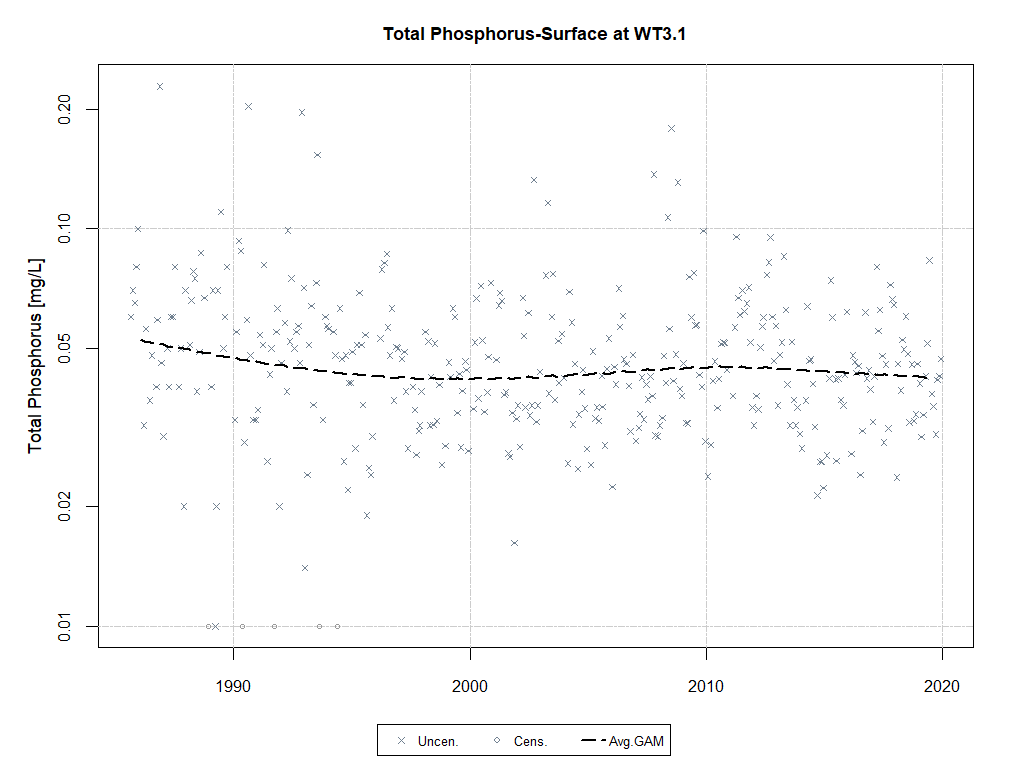 Total Phosphorus-Surface at WT3.1
Total Phosphorus [mg/L]
0.20
0.10
0.05
0.02
0.01
1990 2000 2010 2020
Uncen. Cens. Avg.GAM